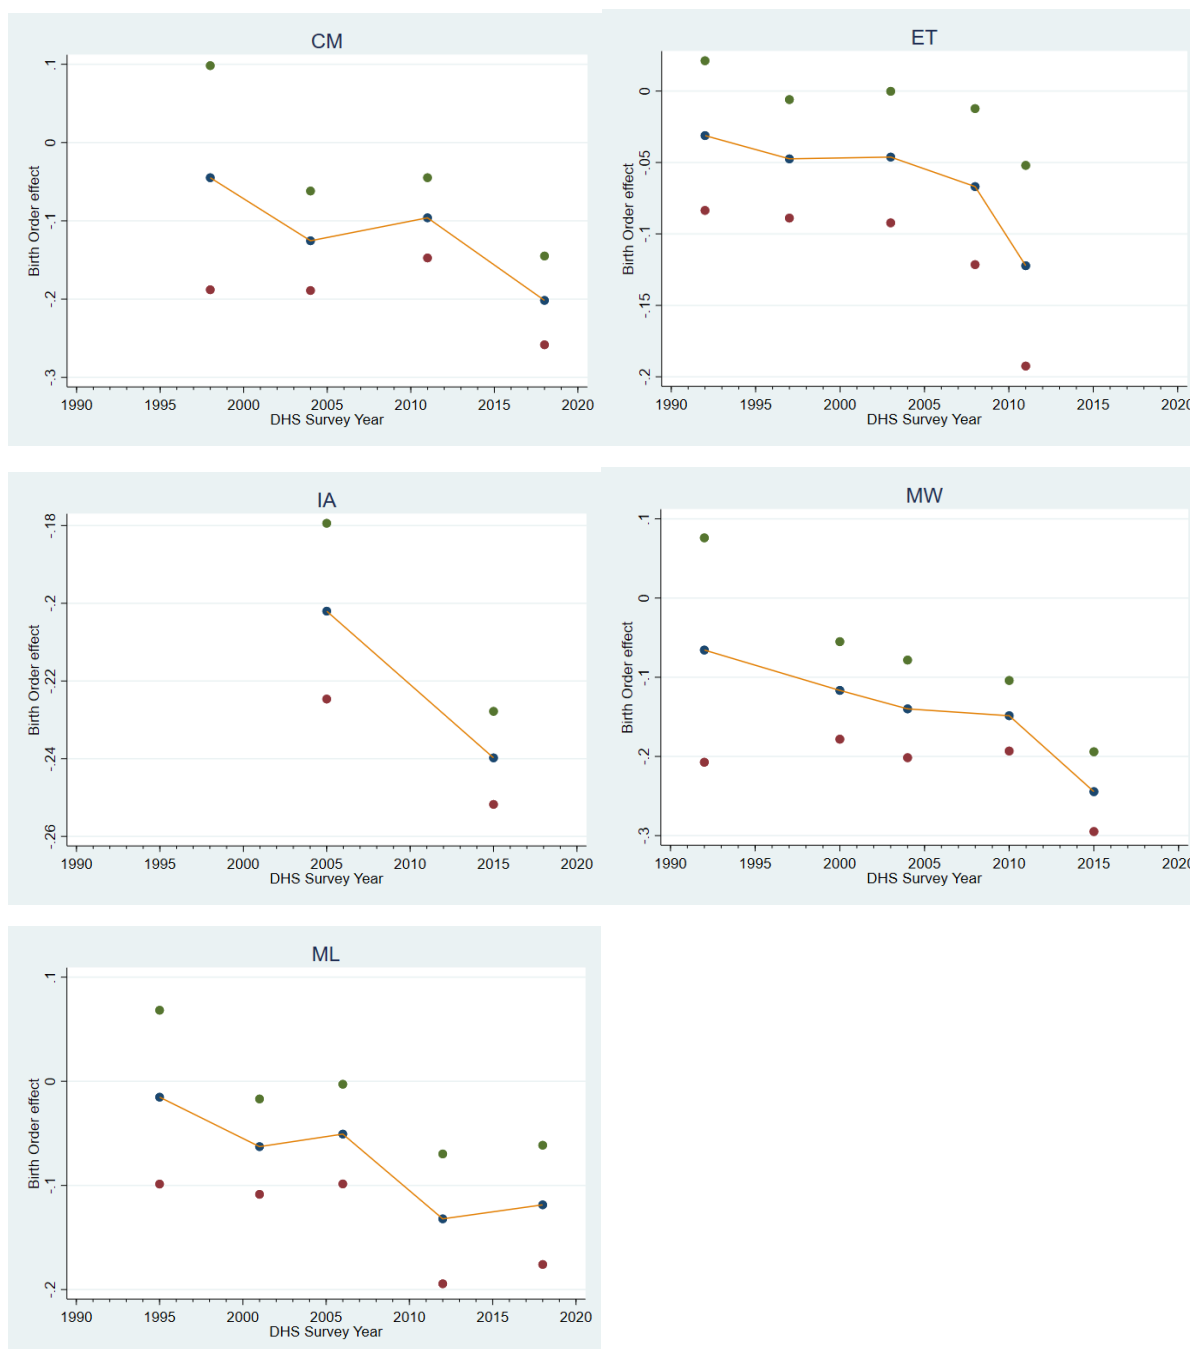 CM
Birth Order effect
.1
0
-.1
-.2
-.3
1990 1995 2000 2005 2010 2015 2020
DHS Survey Year
ET
Birth Order effect
0
-.05
-.1
-.15
-.2
1990 1995 2000 2005 2010 2015 2020
DHS Survey Year
IA
Birth Order effect
-.18
-.2
-.22
-.24
-.26
1990 1995 2000 2005 2010 2015 2020
DHS Survey Year
MW
Birth Order effect
.1
0
-.1
-.2
-.3
1990 1995 2000 2005 2010 2015 2020
DHS Survey Year
ML
Birth Order effect
.1
0
-.1
-.2
1990 1995 2000 2005 2010 2015 2020
DHS Survey Year